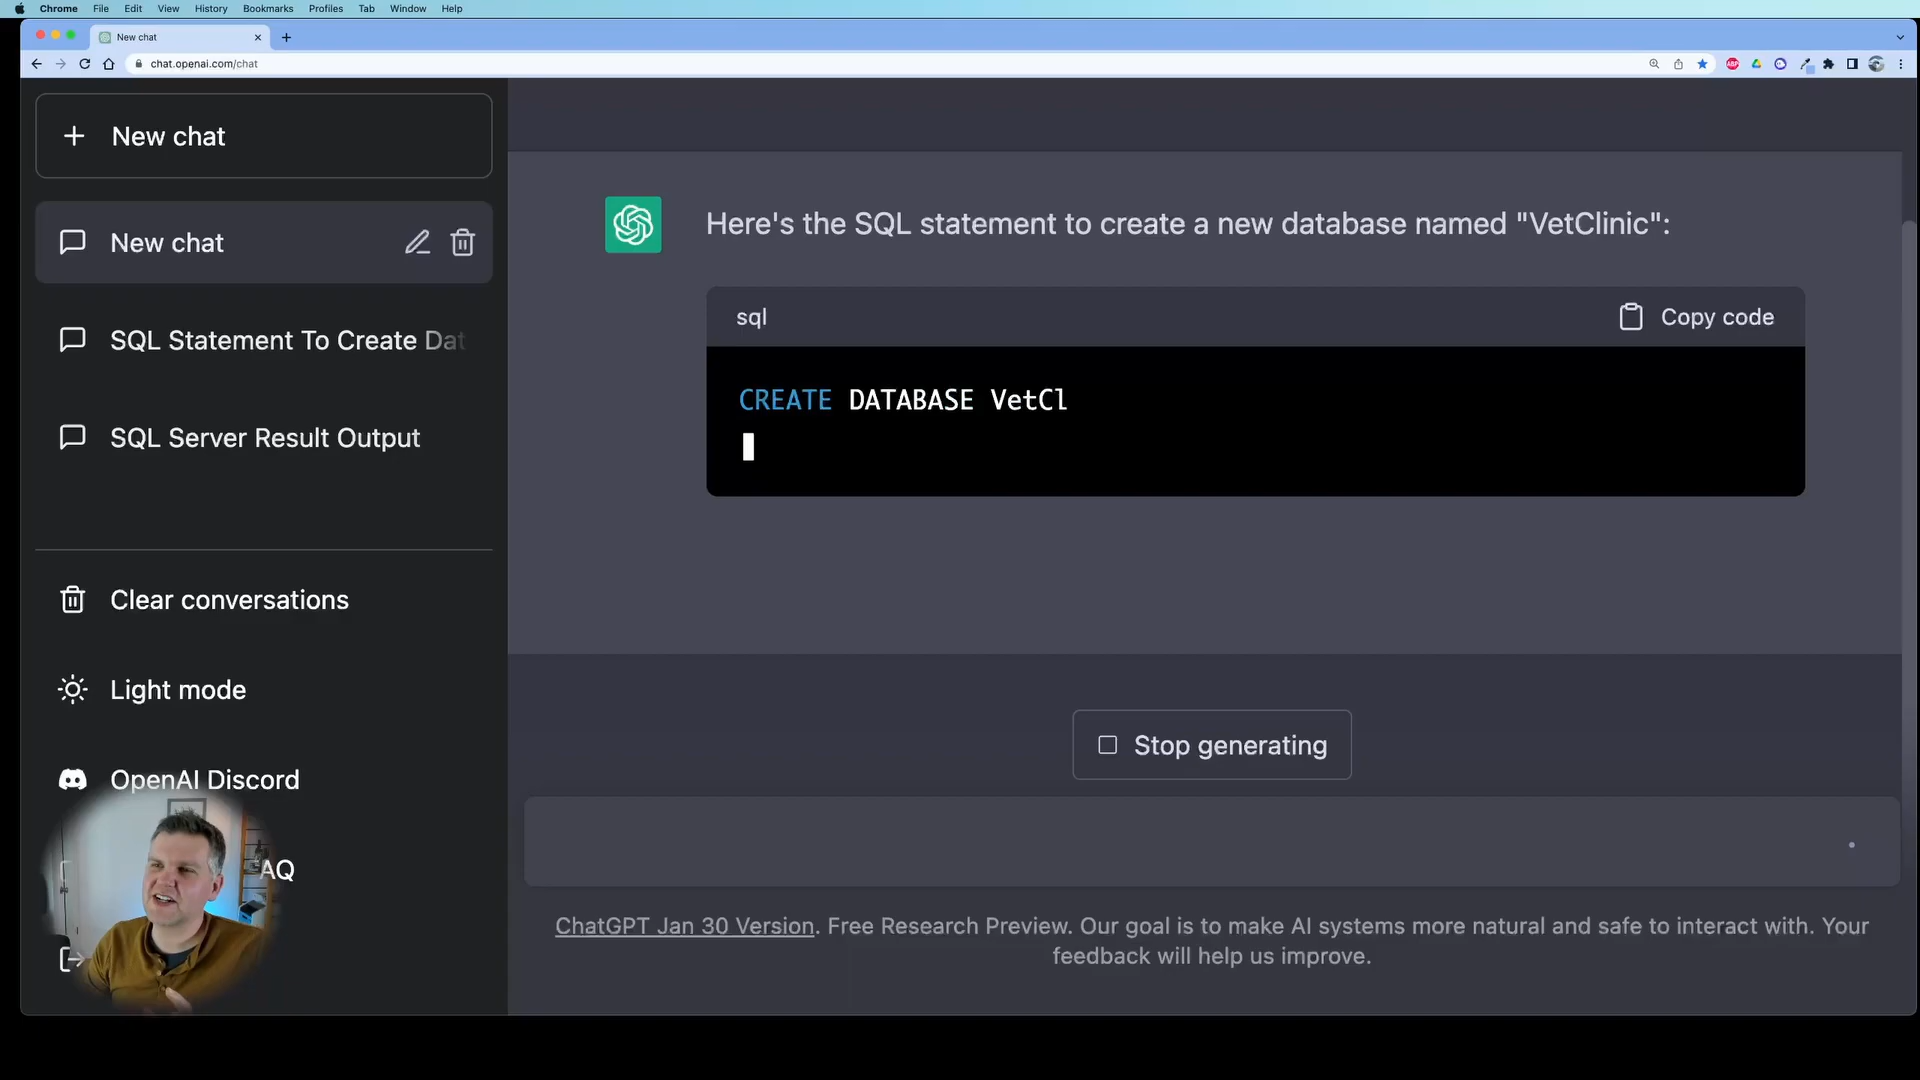 Chrome File Edit View History Bookmarks Profiles Tab Window Help
New chat
chat.openai.com/chat
ABP
New chat
New chat
SQL Statement To Create Dat
SQL Server Result Output
Clear conversations
Light mode
OpenAI Discord
AQ
Here's the SQL statement to create a new database named "VetClinic":
sql
Copy code
CREATE DATABASE VetCl
Stop generating
ChatGPT Jan 30 Version. Free Research Preview. Our goal is to make AI systems more natural and safe to interact with. Your
feedback will help us improve.